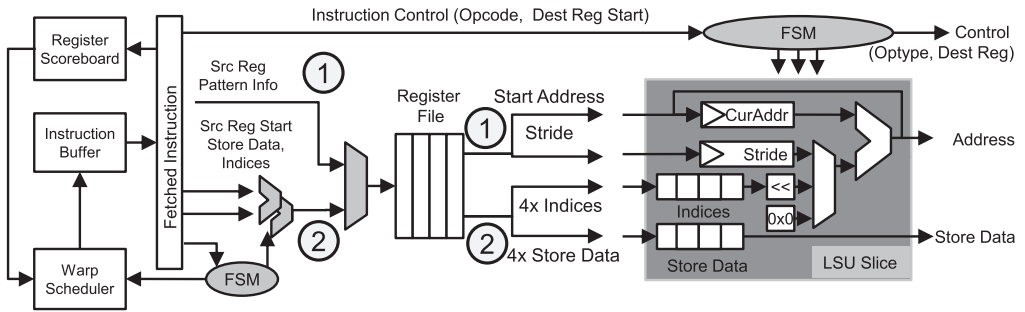 Instruction Control (Opcode, Dest Reg Start)
Register
Scoreboard
FSM
Control
(Optype, Dest Reg)
Fetched Instruction
Src Reg
Pattern Info
1
Register
File
1
Start Address
Stride
CurAddr
Address
Instruction
Buffer
Src Reg Start
Store Data,
Indices
Stride
2
4x Indices
Indices
<<
0x0
2
4x Store Data
Store Data
Store Data
Warp
Scheduler
FSM
LSU Slice